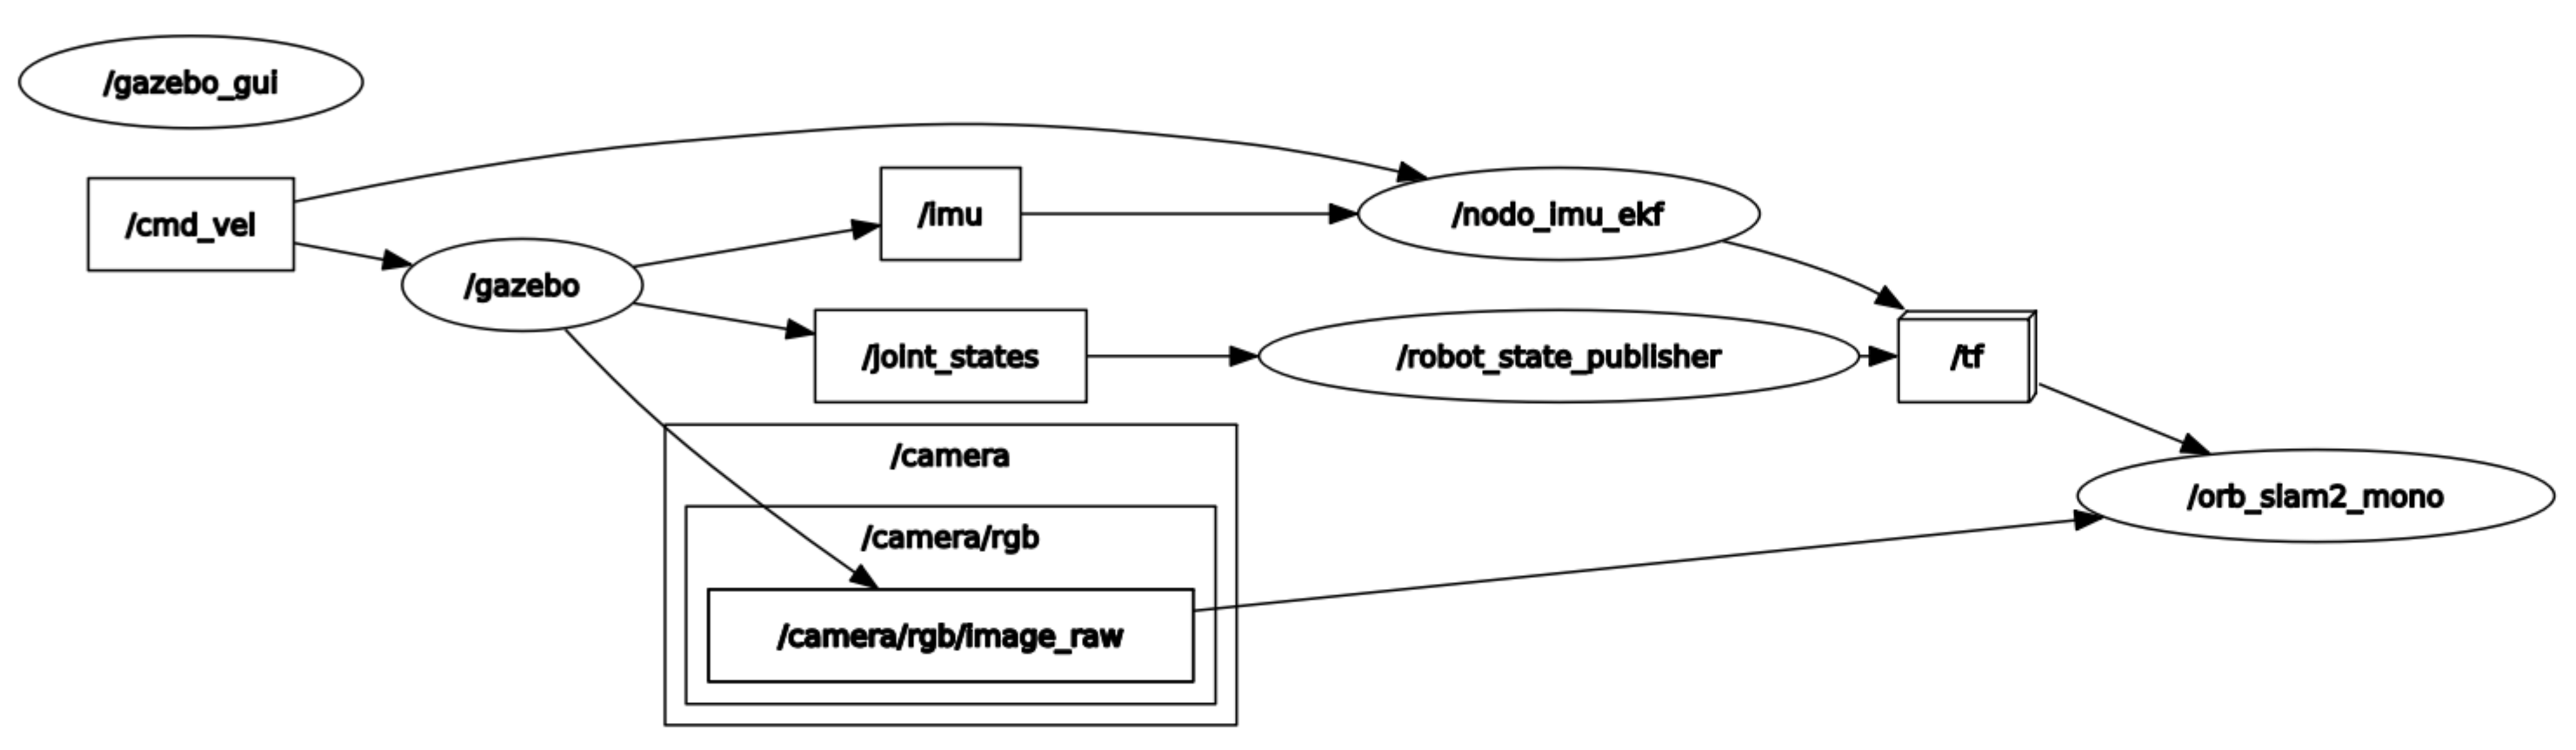 /gazebo_gui
/cmd_vel
/gazebo
/imu
/joint_states
/camera
/camera/rgb
/camera/rgb/image_raw
/nodo_imu_ekf
/robot_state_publisher
/tf
/orb_slam2_mono